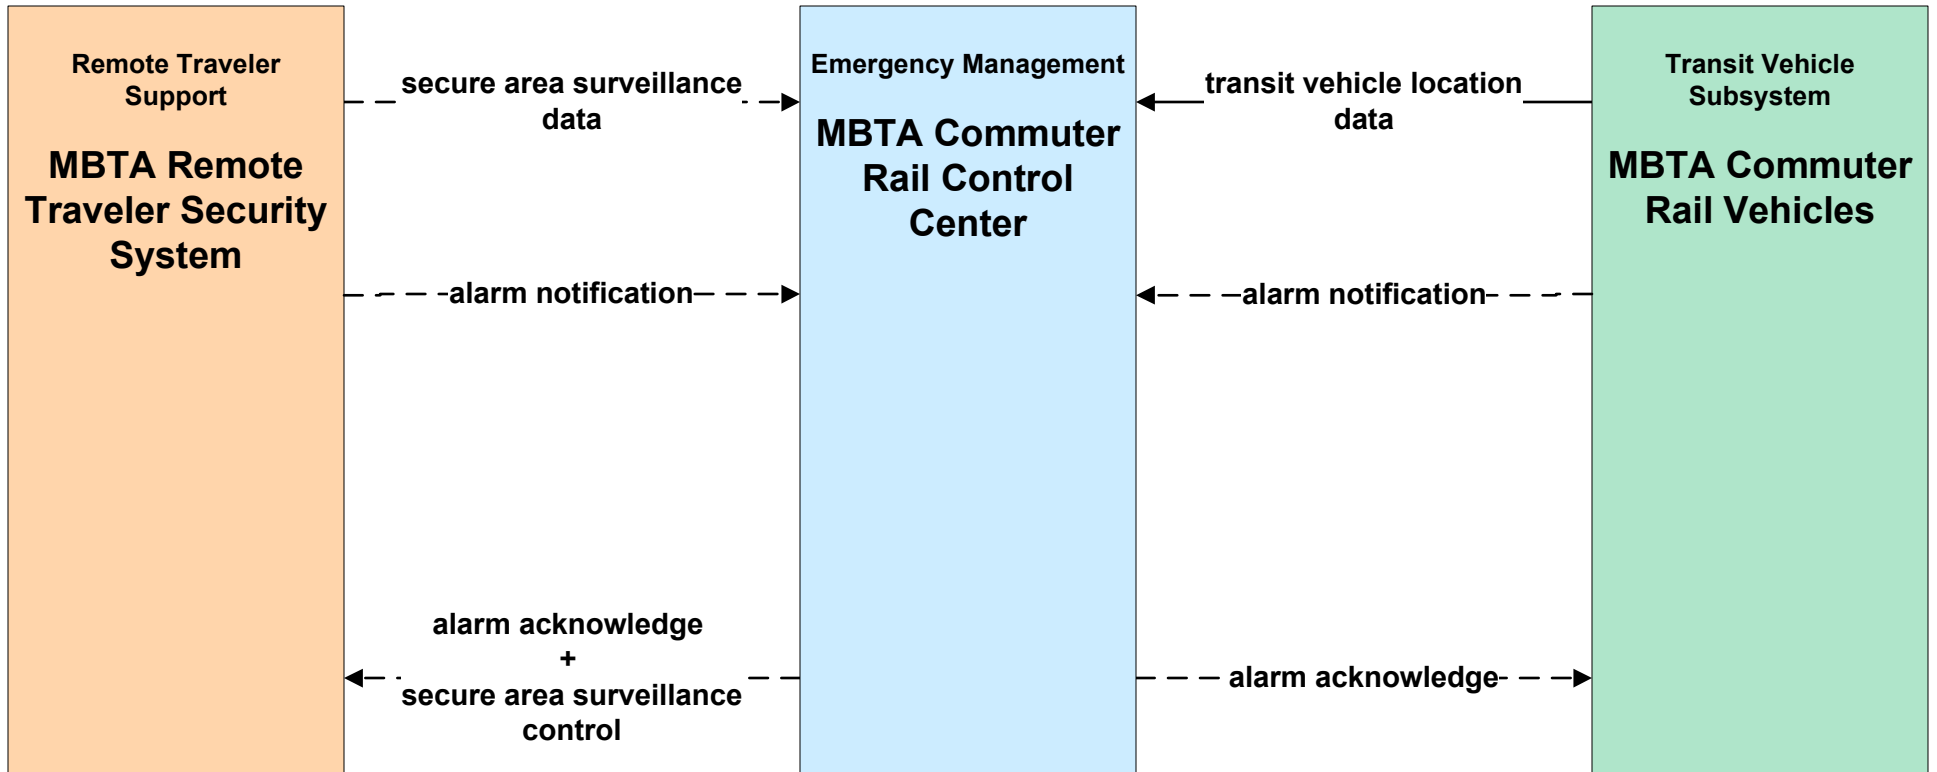 Remote Traveler
Support
MBTA Remote
Traveler Security
System
secure area surveillance
data
alarm notification
alarm acknowledge
+
secure area surveillance
control
Emergency Management
MBTA Commuter
Rail Control
Center
transit vehicle location
data
alarm notification
alarm acknowledge
Transit Vehicle
Subsystem
MBTA Commuter
Rail Vehicles